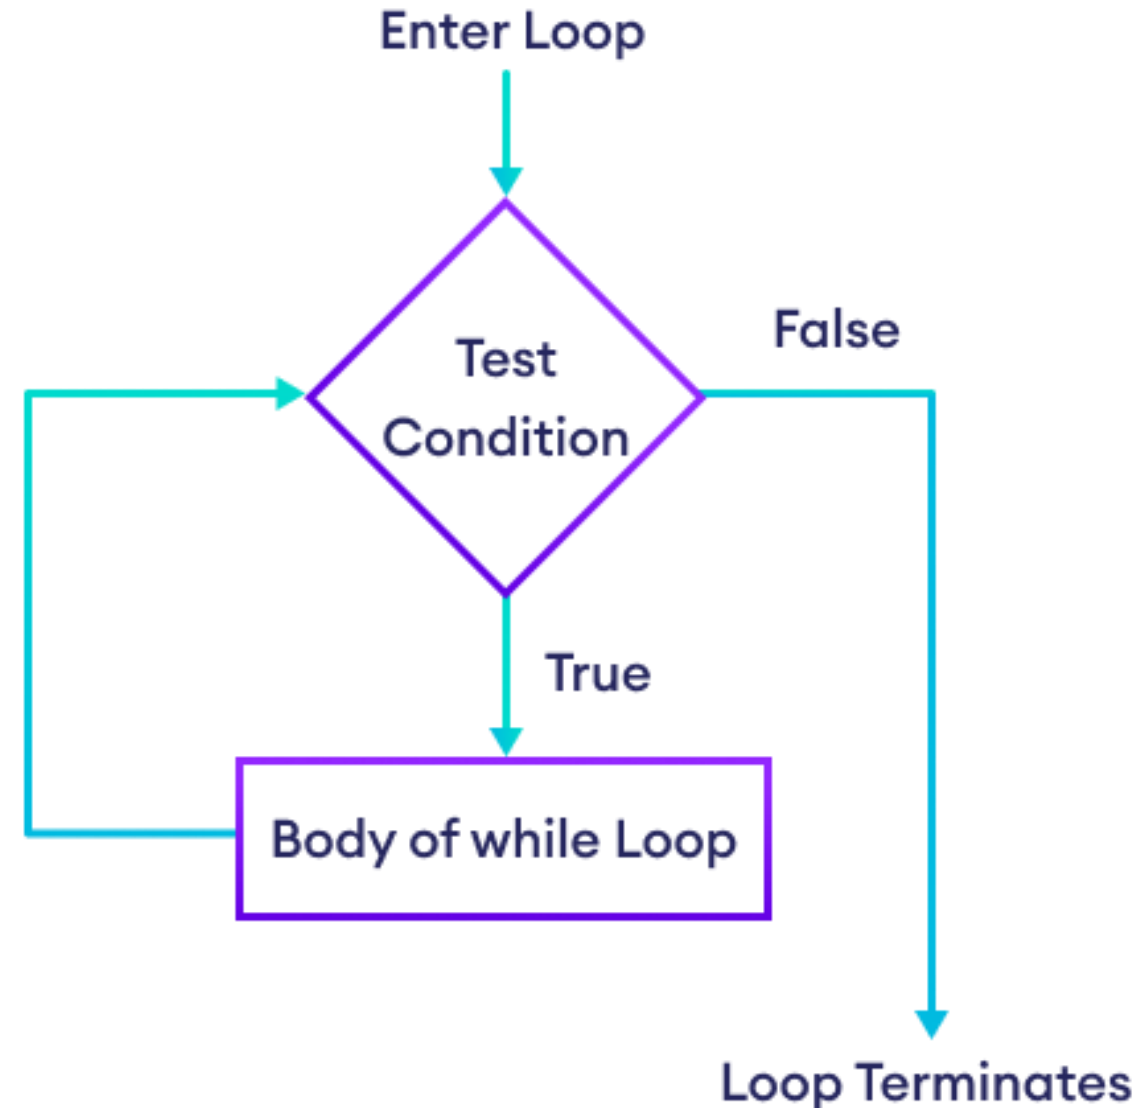 Enter Loop
Test
Condition
False
True
Body of while Loop
Loop Terminates